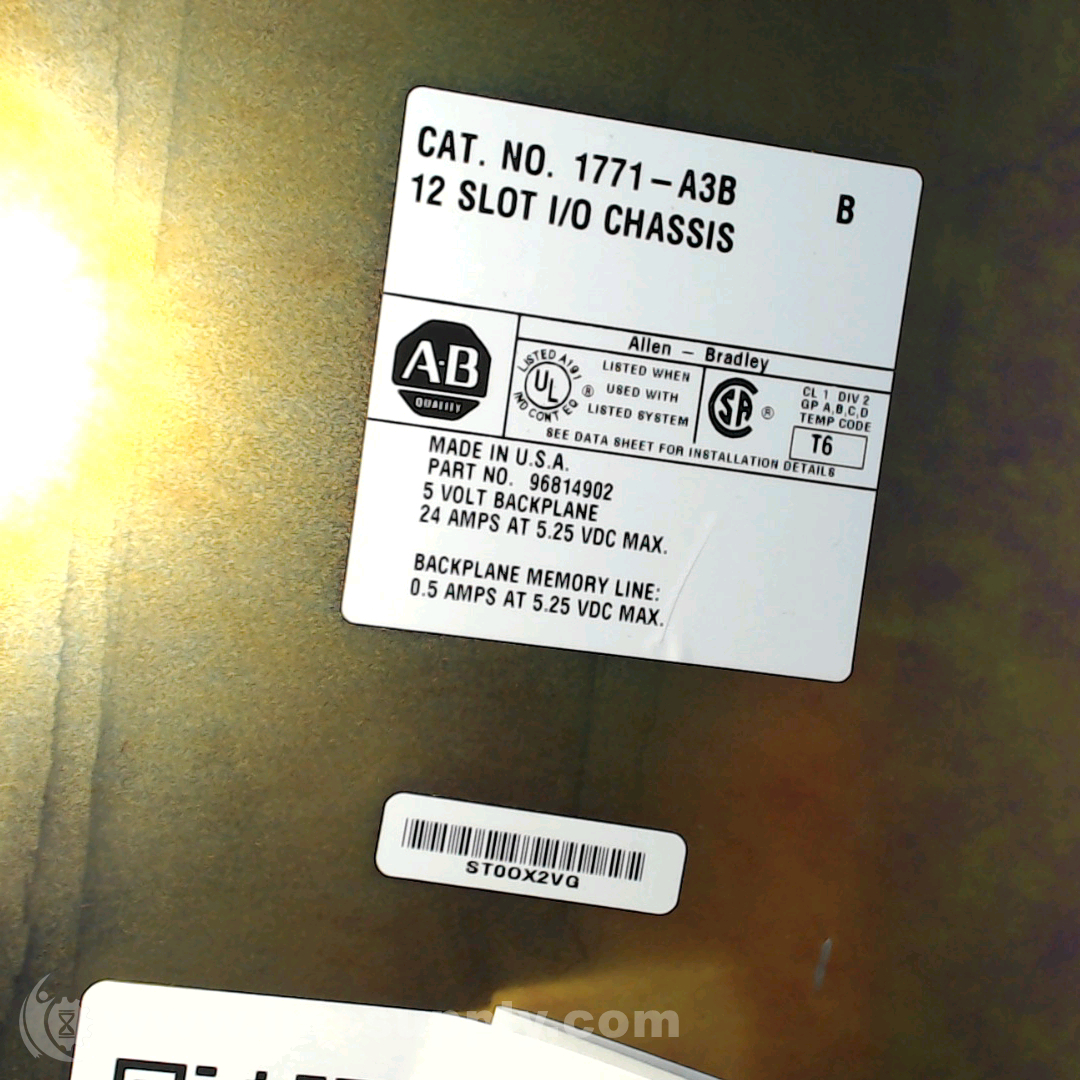 CAT. NO. 1771-A3B B
12 SLOT I/O CHASSIS
Allen - Bradley
A·B
QUALITY
LISTED A191
UL ®
IND CONT EQ
LISTED WHEN
USED WITH
LISTED SYSTEM
SA ®
CL 1 DIV 2
GP A,B,C,D
TEMP CODE
T6
SEE DATA SHEET FOR INSTALLATION DETAILS
MADE IN U.S.A.
PART NO. 96814902
5 VOLT BACKPLANE
24 AMPS AT 5.25 VDC MAX.
BACKPLANE MEMORY LINE:
0.5 AMPS AT 5.25 VDC MAX.
ST00X2VQ
.com